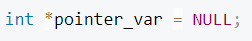 int *pointer_var = NULL;